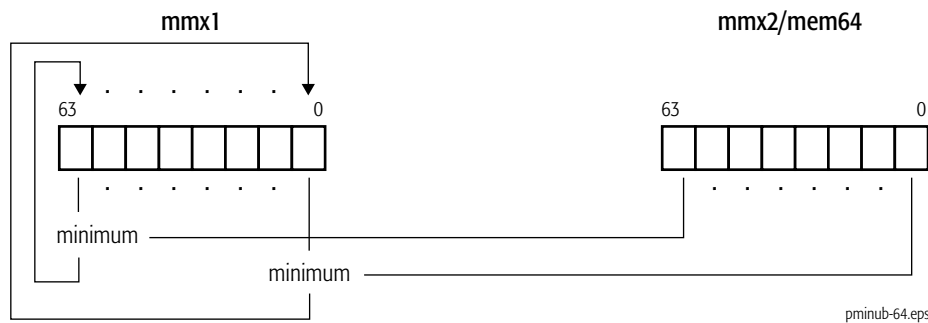 mmx1 mmx2/mem64
. . . . . .
63 0 63 0
. . . . . . . . . . . .
minimum
minimum
pminub-64.eps